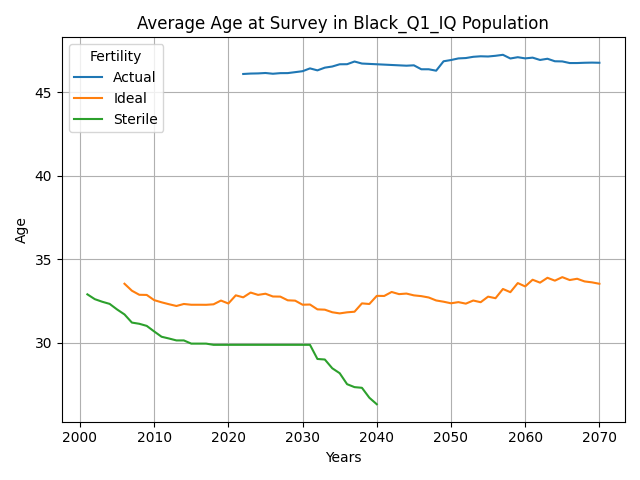 Average Age at Survey in Black_Q1_IQ Population
Fertility
Actual
Ideal
Sterile
Age
45
40
35
30
2000 2010 2020 2030 2040 2050 2060 2070
Years